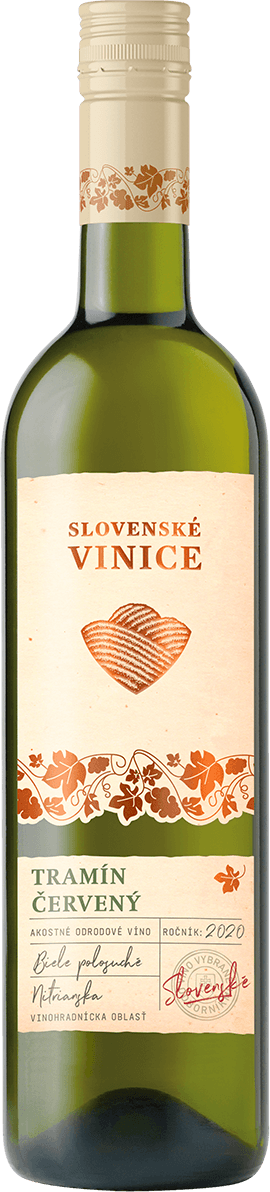 SLOVENSKÉ
VINICE
TRAMÍN
ČERVENÝ
AKOSTNÉ ODRODOVÉ VÍNO
ROČNÍK: 2020
Biele polosuché
Nitrianska
VINOHRADNÍCKA OBLASŤ
Slovenské